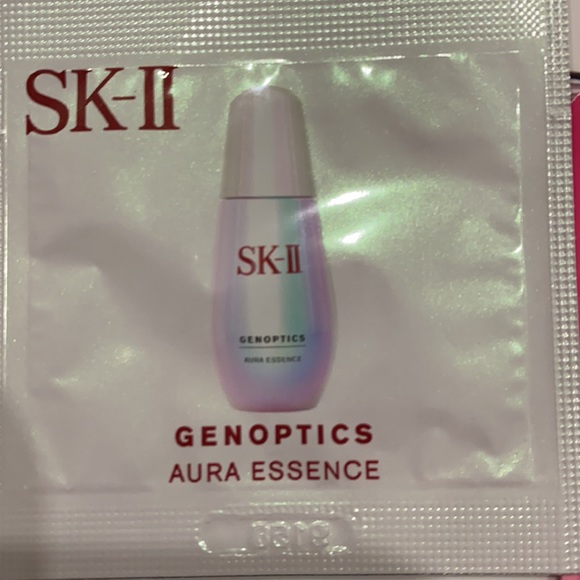 SK-II
SK-II
GENOPTICS
AURA ESSENCE
GENOPTICS
AURA ESSENCE